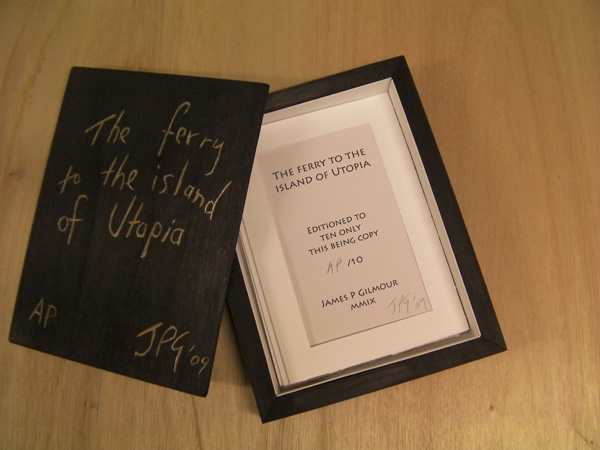 The ferry
to the island
of Utopia
AP
JPG '09
THE FERRY TO THE
ISLAND OF UTOPIA
EDITIONED TO
TEN ONLY
THIS BEING COPY
AP /10
JAMES P GILMOUR
MMIX
JPG '09